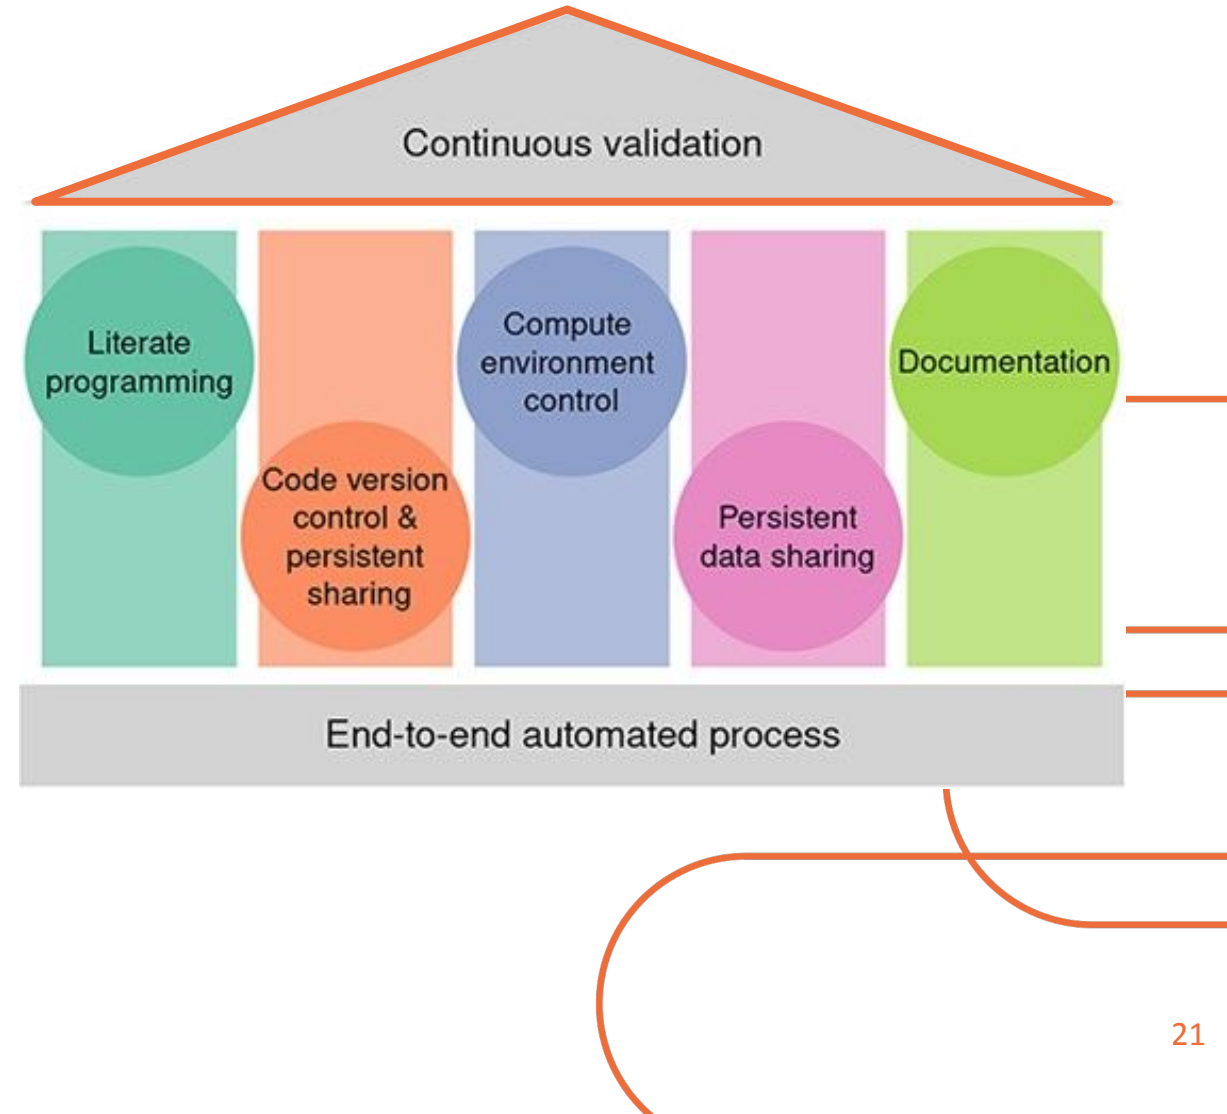 Continuous validation
Literate
programming
Code version
control &
persistent
sharing
Compute
environment
control
Persistent
data sharing
Documentation
End-to-end automated process
21